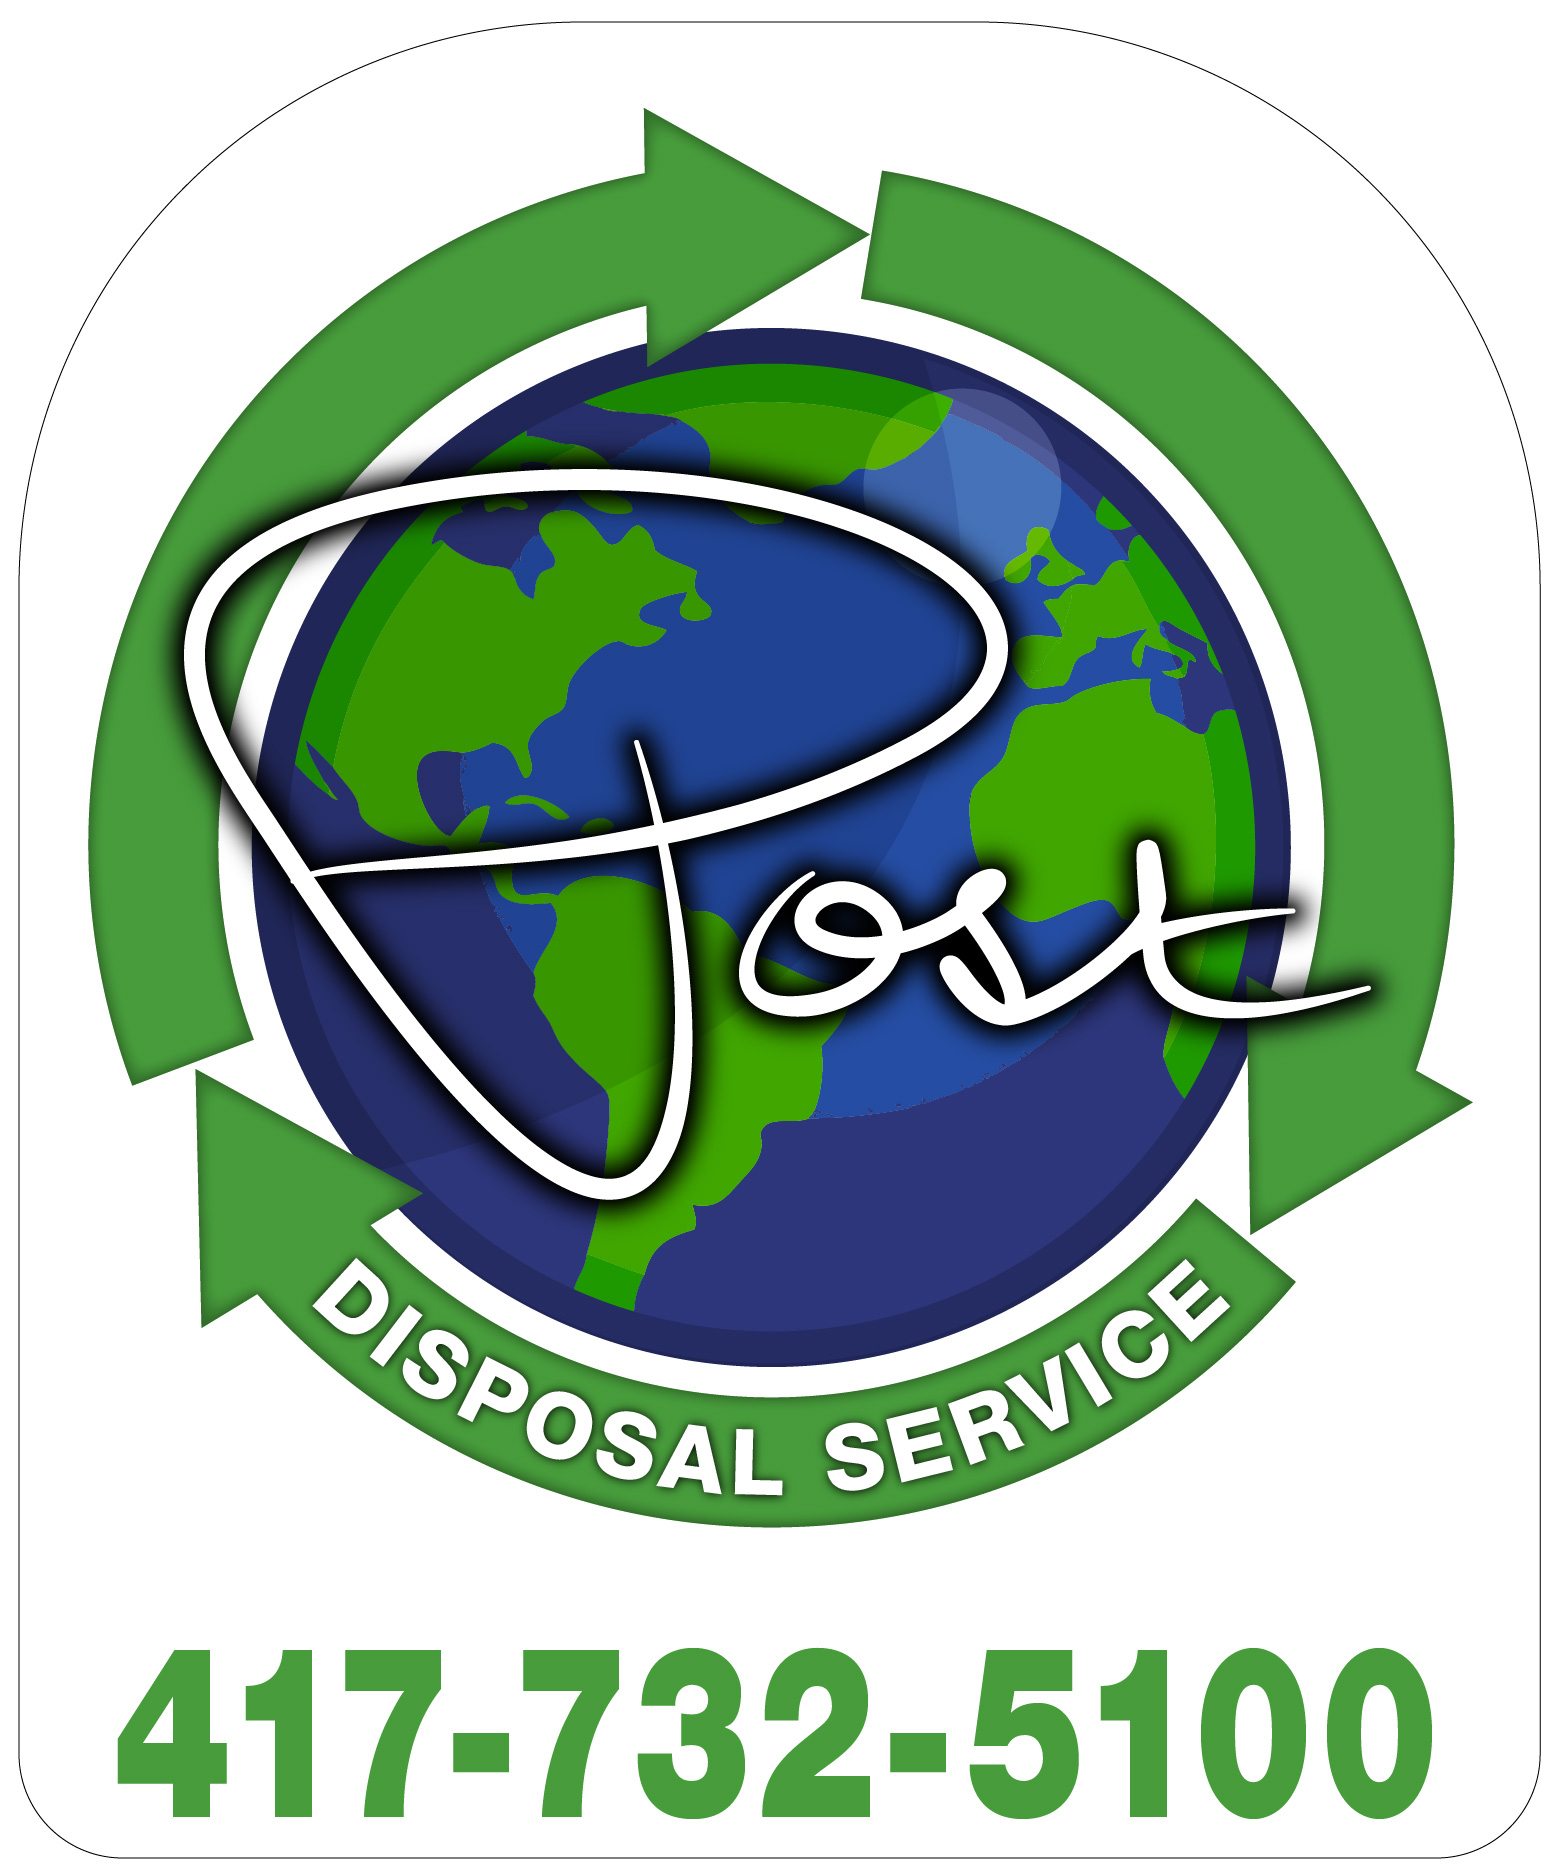 Post
DISPOSAL SERVICE
417-732-5100